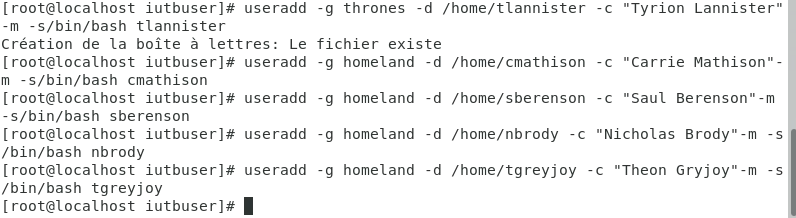 [root@localhost iutbuser]# useradd -g thrones -d /home/tlannister -c "Tyrion Lannister"
-m -s/bin/bash tlannister
Création de la boîte à lettres: Le fichier existe
[root@localhost iutbuser]# useradd -g homeland -d /home/cmathison -c "Carrie Mathison"-
m -s/bin/bash cmathison
[root@localhost iutbuser]# useradd -g homeland -d /home/sberenson -c "Saul Berenson"-m
-s/bin/bash sberenson
[root@localhost iutbuser]# useradd -g homeland -d /home/nbrody -c "Nicholas Brody"-m -s
/bin/bash nbrody
[root@localhost iutbuser]# useradd -g homeland -d /home/tgreyjoy -c "Theon Gryjoy"-m -s
/bin/bash tgreyjoy
[root@localhost iutbuser]#